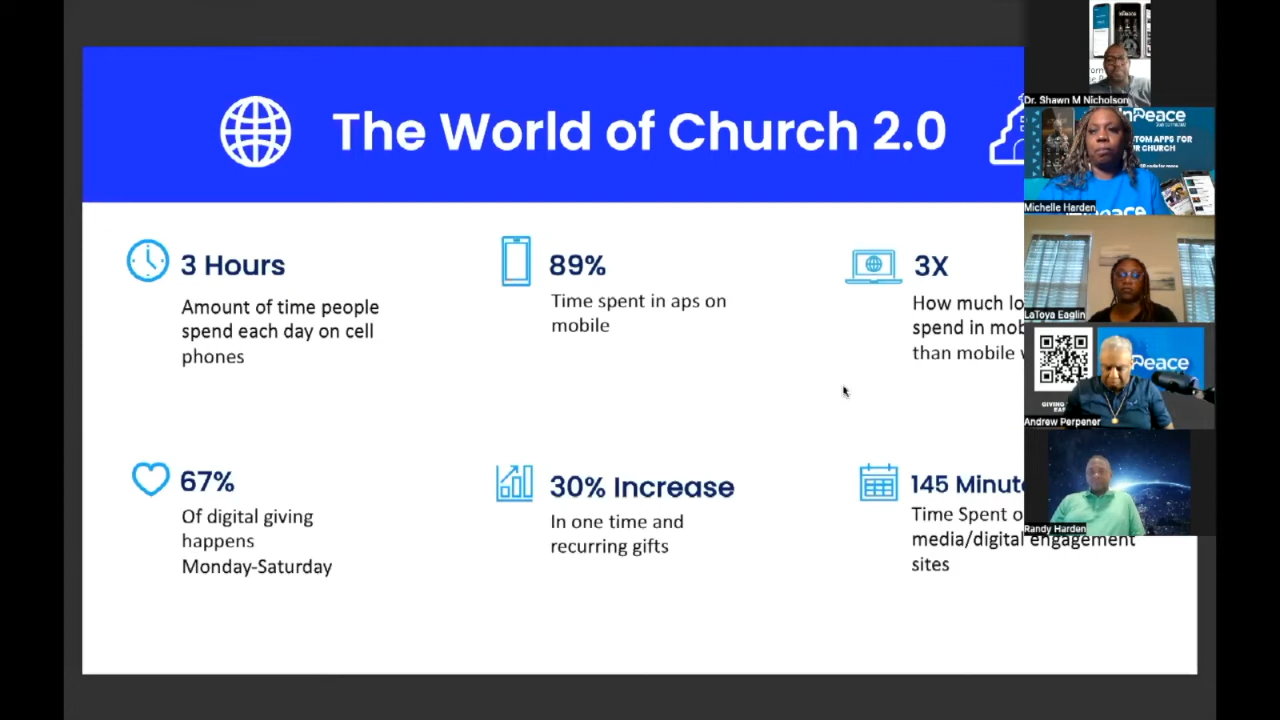 The World of Church 2.0
3 Hours
Amount of time people
spend each day on cell
phones
89%
Time spent in aps on
mobile
3X
How much
spend in
than mobile
67%
Of digital giving
happens
Monday-Saturday
30% Increase
In one time and
recurring gifts
145
Time Spent
media/digital engagement
sites
Dr. Shawn M Nicholson
Michelle Harden
LaToya Eaglin
Peace
GIVING
Andrew Perpener
Randy Harden